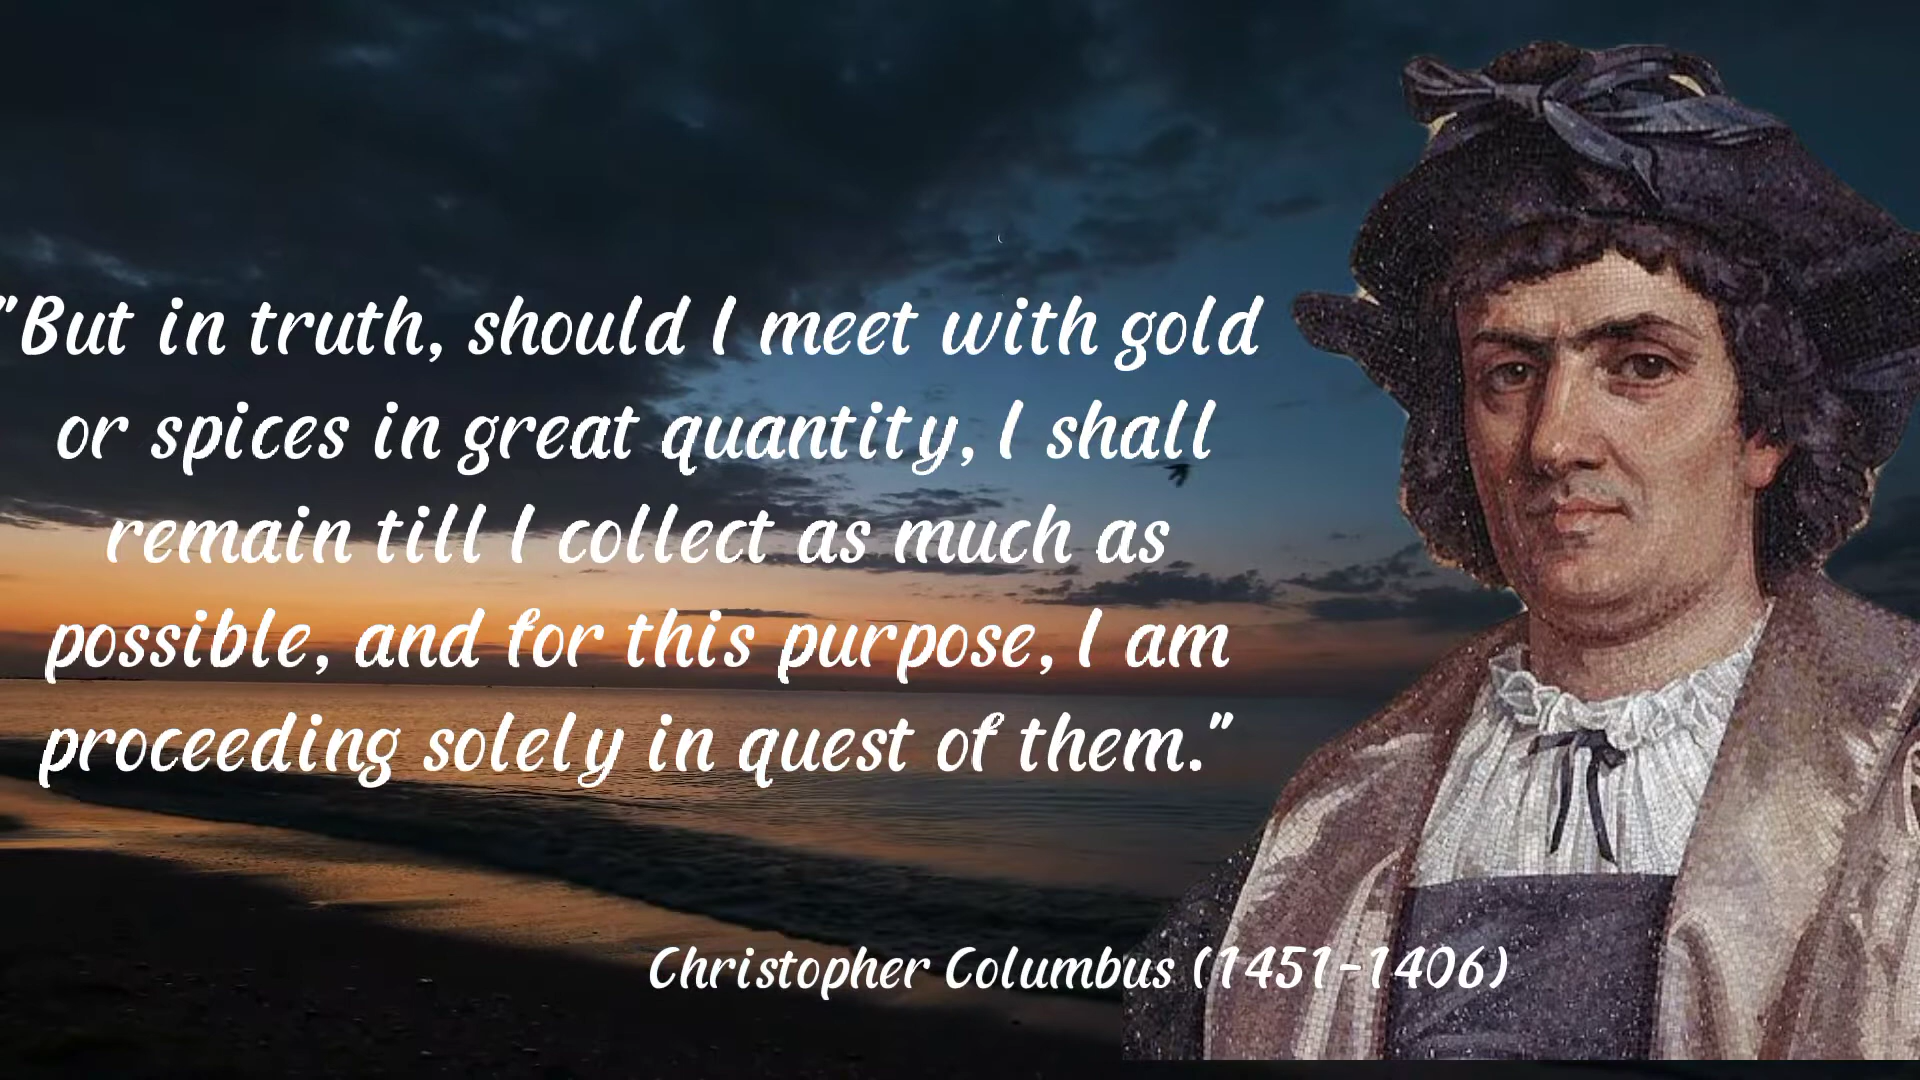 "But in truth, should I meet with gold
or spices in great quantity, I shall
remain till I collect as much as
possible, and for this purpose, I am
proceeding solely in quest of them."
Christopher Columbus (1451-1406)